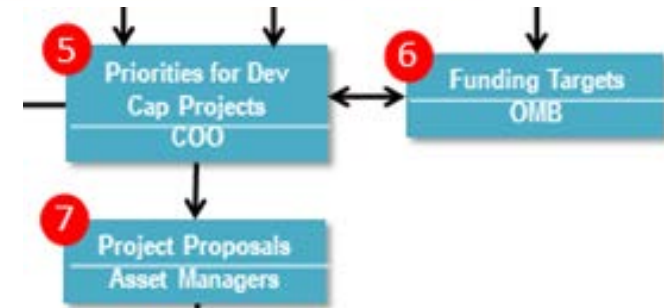 5
Priorities for Dev
Cap Projects
COO
6
Funding Targets
OMB
7
Project Proposals
Asset Managers